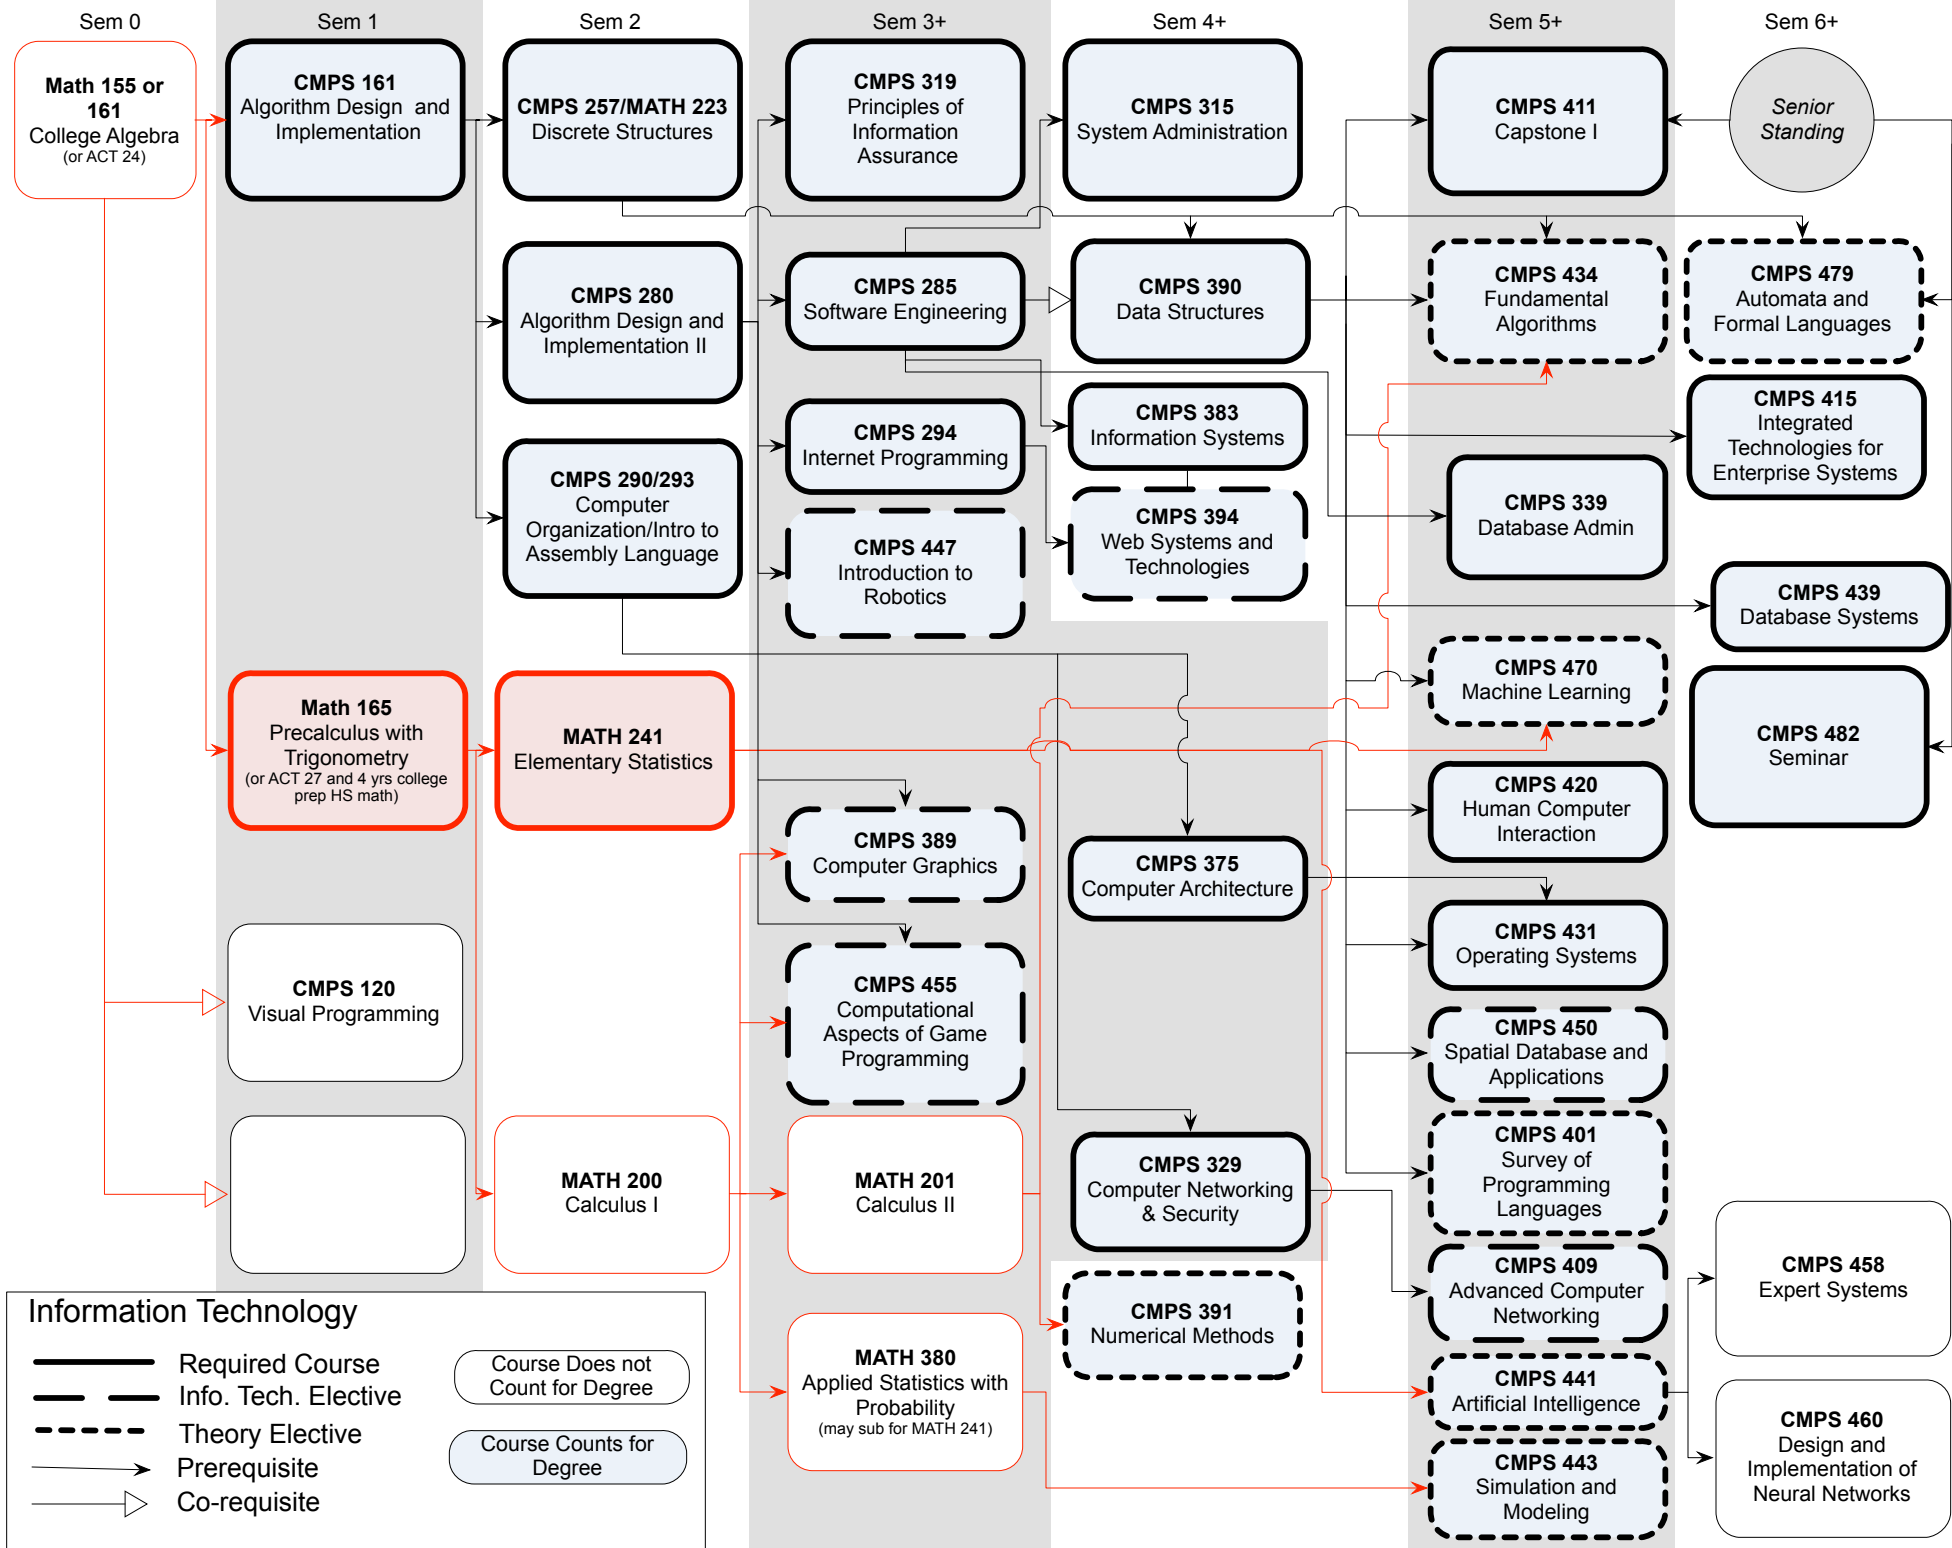 Sem 0
Sem 1
Sem 2
Sem 3+
Sem 4+
Sem 5+
Sem 6+
Math 155 or
161
College Algebra
(or ACT 24)
CMPS 161
Algorithm Design and
Implementation
CMPS 257/MATH 223
Discrete Structures
CMPS 319
Principles of
Information
Assurance
CMPS 315
System Administration
CMPS 411
Capstone I
Senior
Standing
CMPS 280
Algorithm Design and
Implementation II
CMPS 285
Software Engineering
CMPS 390
Data Structures
CMPS 434
Fundamental
Algorithms
CMPS 479
Automata and
Formal Languages
CMPS 290/293
Computer
Organization/Intro to
Assembly Language
CMPS 294
Internet Programming
CMPS 383
Information Systems
CMPS 415
Integrated
Technologies for
Enterprise Systems
CMPS 447
Introduction to
Robotics
CMPS 394
Web Systems and
Technologies
CMPS 339
Database Admin
CMPS 439
Database Systems
Math 165
Precalculus with
Trigonometry
(or ACT 27 and 4 yrs college
prep HS math)
MATH 241
Elementary Statistics
CMPS 470
Machine Learning
CMPS 482
Seminar
CMPS 389
Computer Graphics
CMPS 375
Computer Architecture
CMPS 420
Human Computer
Interaction
CMPS 120
Visual Programming
CMPS 455
Computational
Aspects of Game
Programming
CMPS 431
Operating Systems
CMPS 450
Spatial Database and
Applications
MATH 200
Calculus I
MATH 201
Calculus II
CMPS 329
Computer Networking
& Security
CMPS 401
Survey of
Programming
Languages
CMPS 409
Advanced Computer
Networking
CMPS 458
Expert Systems
MATH 380
Applied Statistics with
Probability
(may sub for MATH 241)
CMPS 391
Numerical Methods
CMPS 441
Artificial Intelligence
CMPS 460
Design and
Implementation of
Neural Networks
CMPS 443
Simulation and
Modeling
Information Technology
Required Course
Info. Tech. Elective
Theory Elective
Prerequisite
Co-requisite
Course Does not
Count for Degree
Course Counts for
Degree